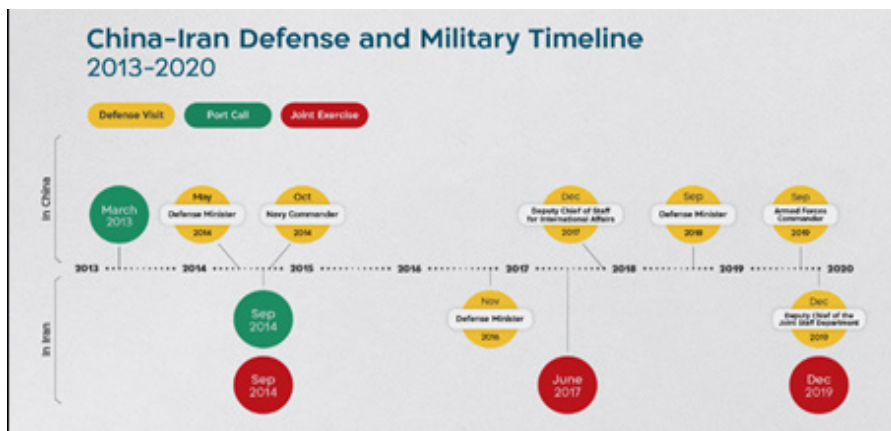 China-Iran Defense and Military Timeline
2013-2020
Defense Visit
Port Call
Joint Exercise
In China
March
2013
May
Defense Minister
2014
Oct
Navy Commander
2014
Dec
Deputy Chief of Staff
for International Affairs
2017
Sep
Defense Minister
2018
Sep
Armed Forces
Commander
2019
2013 2014 2015 2016 2017 2018 2019 2020
In Iran
Sep
2014
Nov
Defense Minister
2016
Dec
Deputy Chief of the
Joint Staff Department
2019
Sep
2014
June
2017
Dec
2019